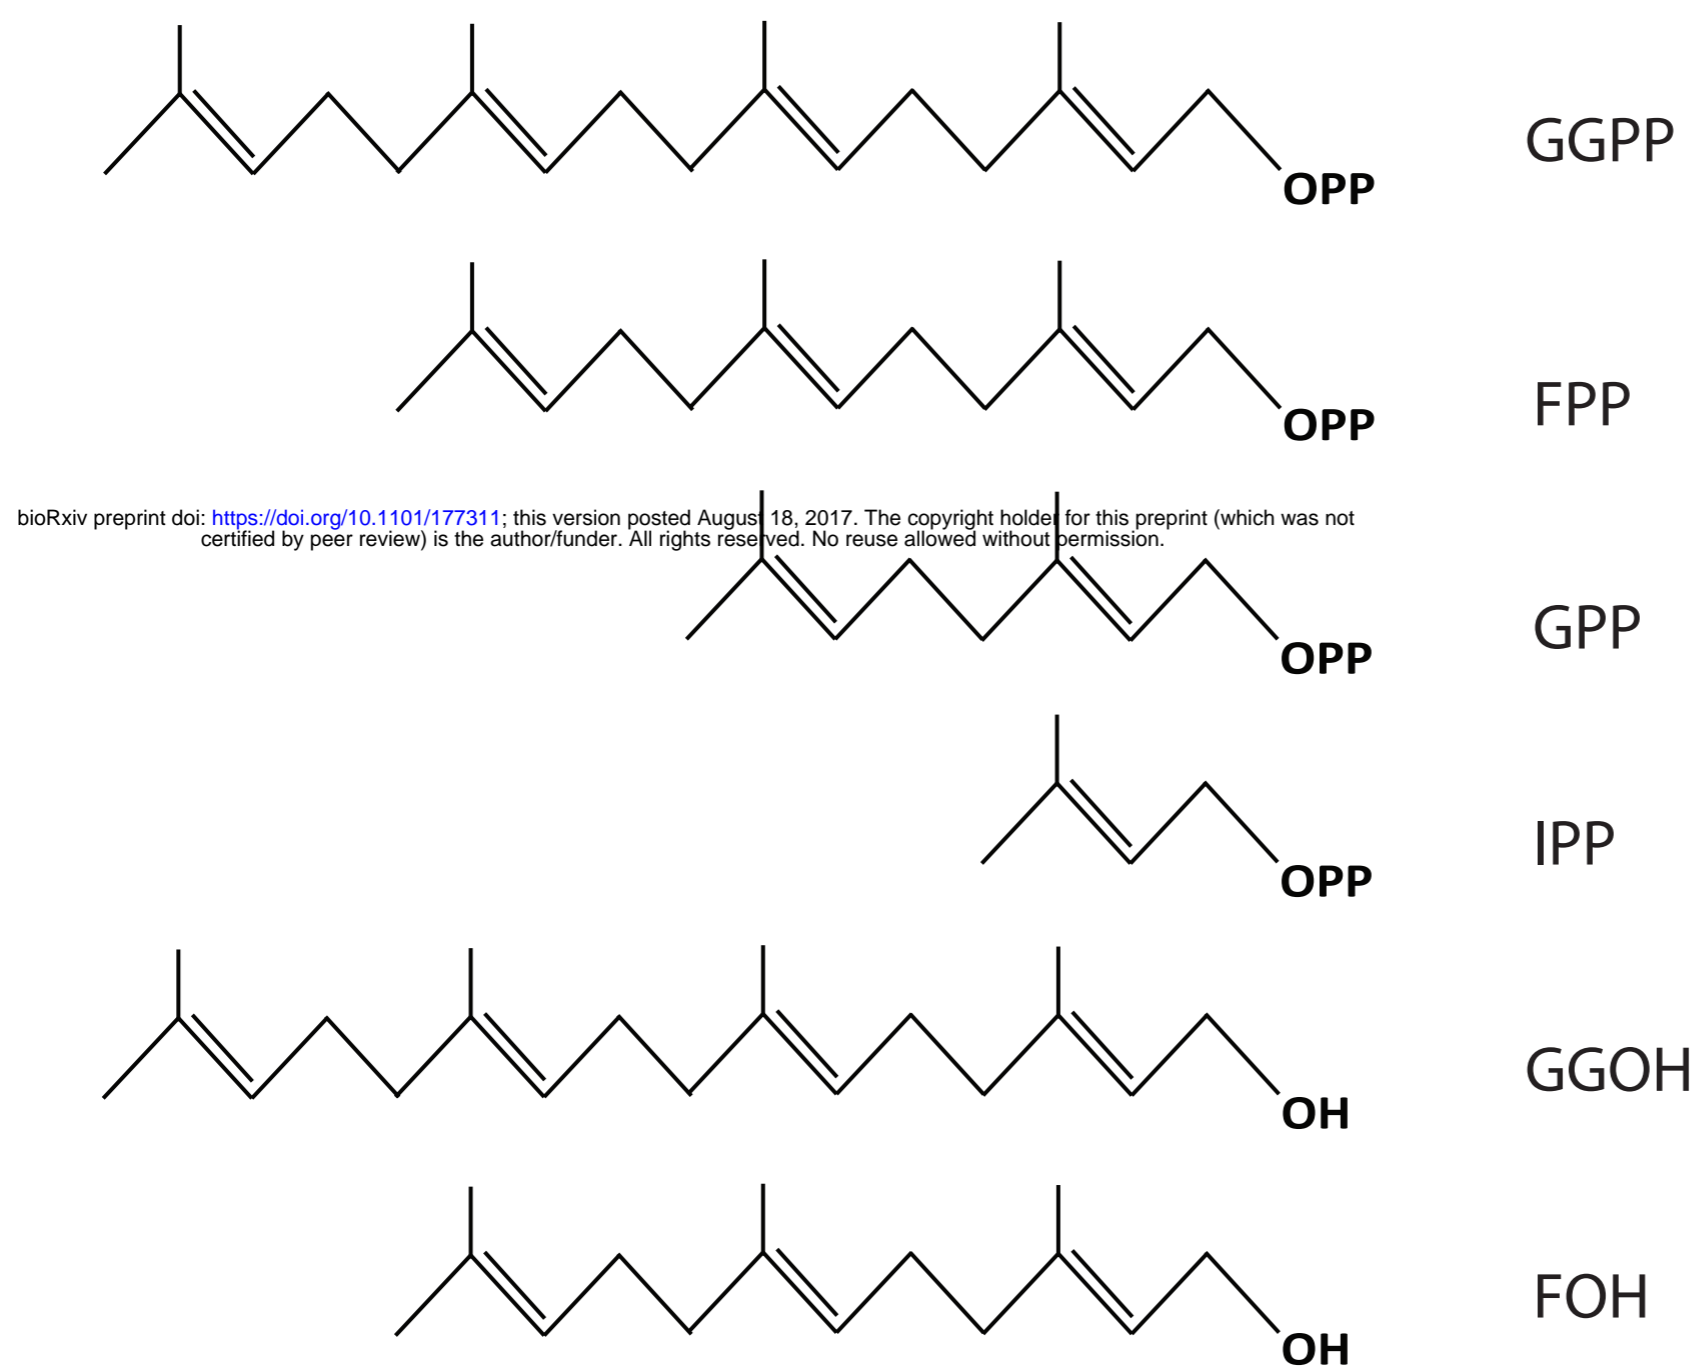 OPP GGPP
OPP FPP
bioRxiv preprint doi: https://doi.org/10.1101/177311; this version posted August 18, 2017. The copyright holder for this preprint (which was not
certified by peer review) is the author/funder. All rights reserved. No reuse allowed without permission.
OPP GPP
OPP IPP
OH GGOH
OH FOH